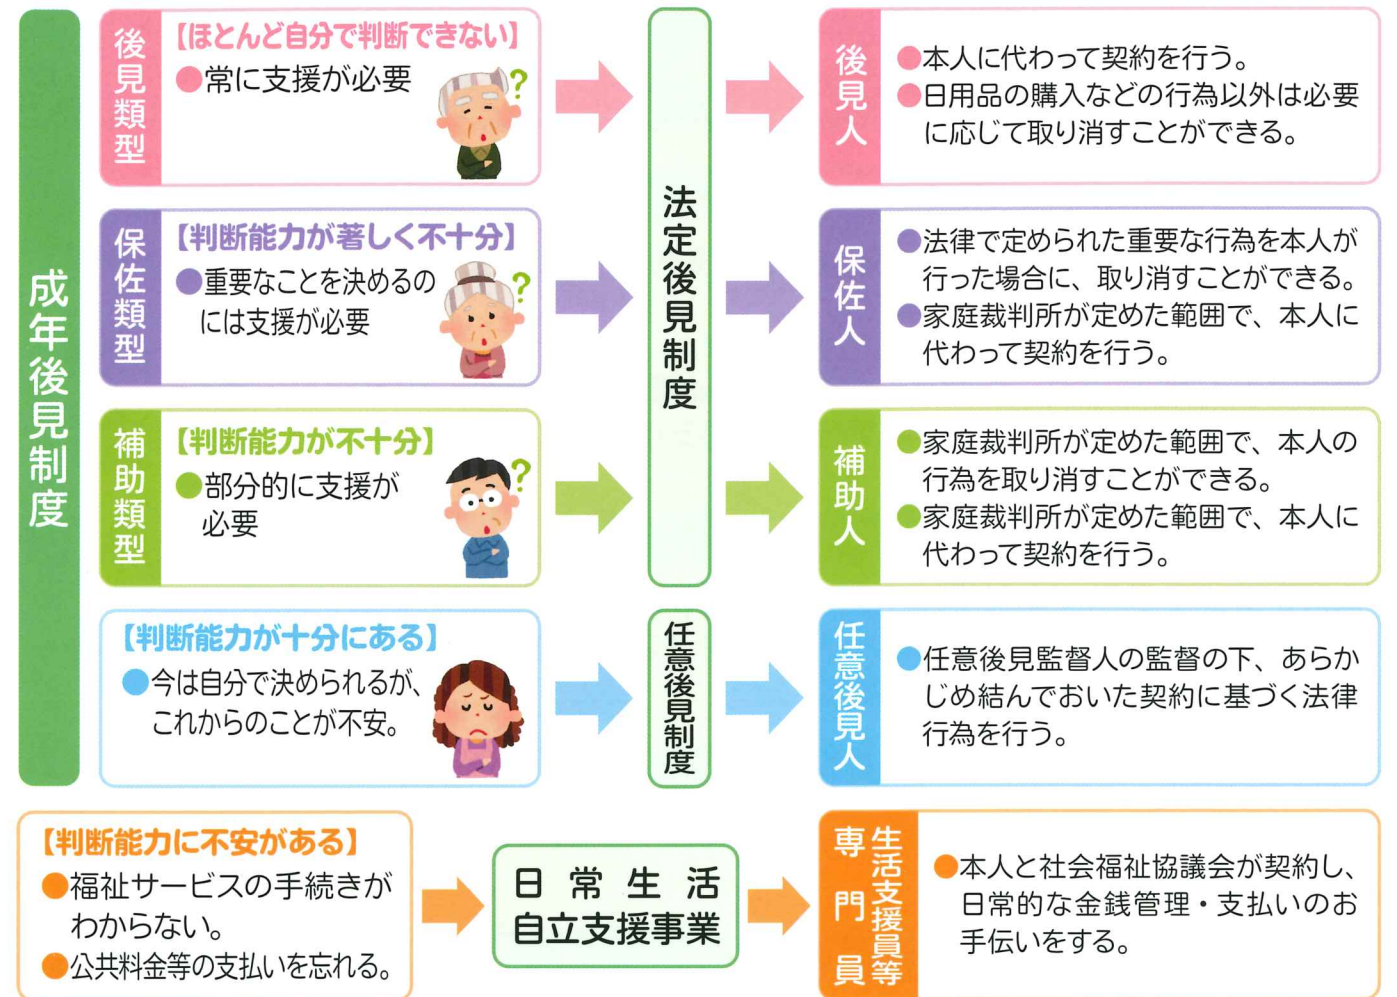 成年後見制度
後見類型
【ほとんど自分で判断できない】
●常に支援が必要
?
後見人
●本人に代わって契約を行う。
●日用品の購入などの行為以外は必要
に応じて取り消すことができる。
保佐類型
【判断能力が著しく不十分】
●重要なことを決めるの
には支援が必要
?
保佐人
●法律で定められた重要な行為を本人が
行った場合に、取り消すことができる。
●家庭裁判所が定めた範囲で、本人に
代わって契約を行う。
補助類型
【判断能力が不十分】
●部分的に支援が
必要
?
法定後見制度
補助人
●家庭裁判所が定めた範囲で、本人の
行為を取り消すことができる。
●家庭裁判所が定めた範囲で、本人に
代わって契約を行う。
【判断能力が十分にある】
●今は自分で決められるが、
これからのことが不安。
任意後見制度
任意後見人
●任意後見監督人の監督の下、あらか
じめ結んでおいた契約に基づく法律
行為を行う。
【判断能力に不安がある】
●福祉サービスの手続きが
わからない。
●公共料金等の支払いを忘れる。
日常生活
自立支援事業
生活支援員等
専門員
●本人と社会福祉協議会が契約し、
日常的な金銭管理・支払いのお
手伝いをする。